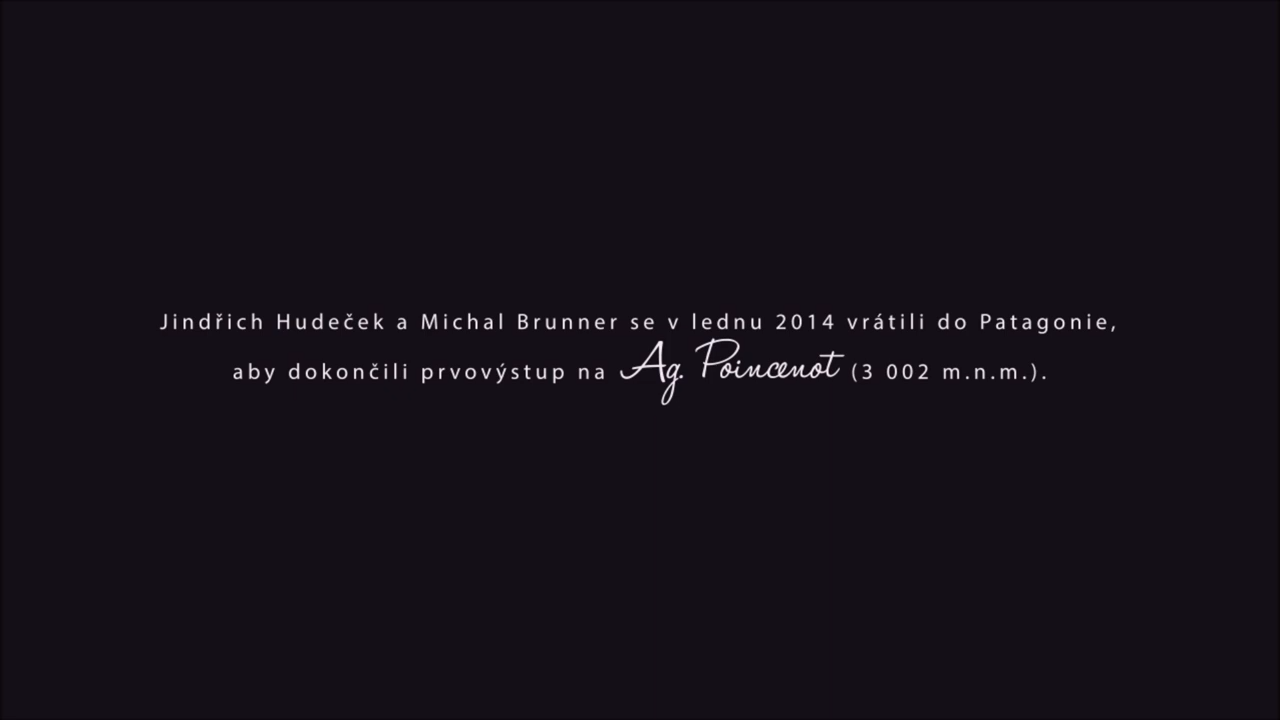 Jindřich Hudeček a Michal Brunner se v lednu 2014 vrátili do Patagonie,
aby dokončili prvovýstup na Ag. Poincenot (3 002 m.n.m.).